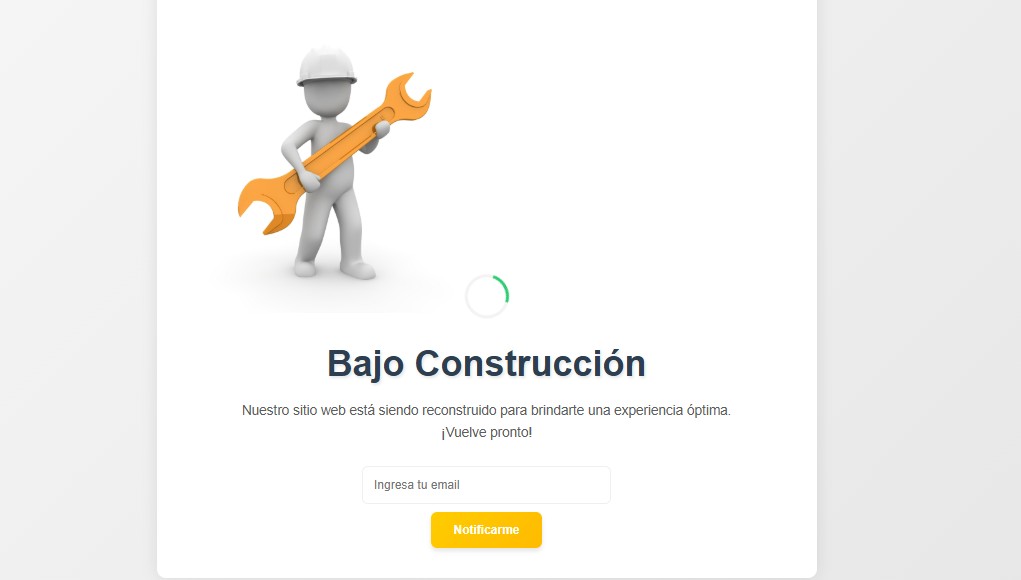 Bajo Construcción
Nuestro sitio web está siendo reconstruido para brindarte una experiencia óptima.
¡Vuelve pronto!
Ingresa tu email
Notificarme